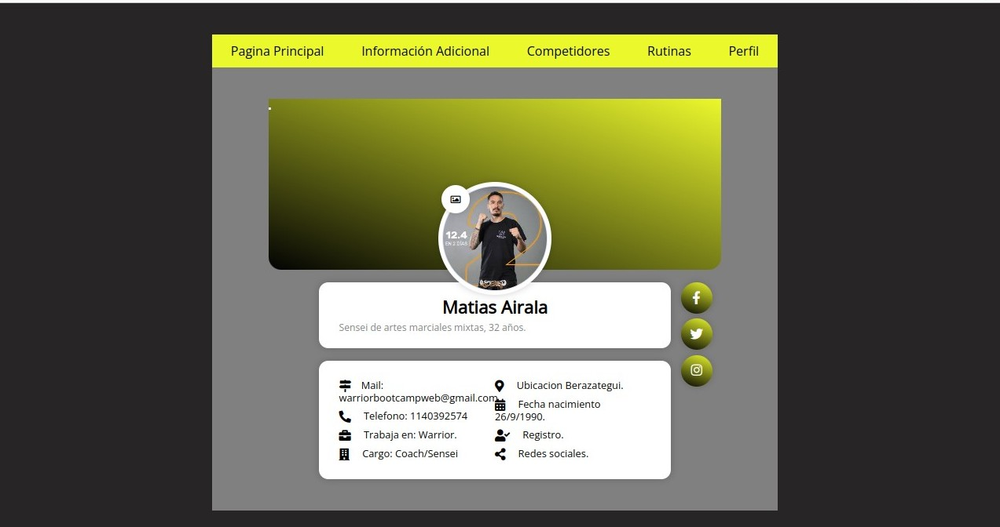 Pagina Principal Información Adicional Competidores Rutinas Perfil
12.4
EN 2 DÍAS
Matias Airala
Sensei de artes marciales mixtas, 32 años.
Mail:
warriorbootcampweb@gmail.com
Telefono: 1140392574
Trabaja en: Warrior.
Cargo: Coach/Sensei
Ubicacion Berazategui.
Fecha nacimiento
26/9/1990.
Registro.
Redes sociales.